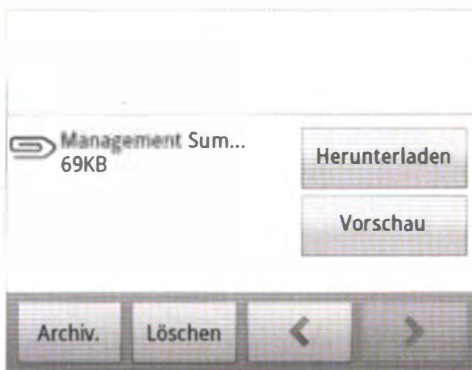 Management Sum...
69KB
Herunterladen
Vorschau
Archiv. Löschen